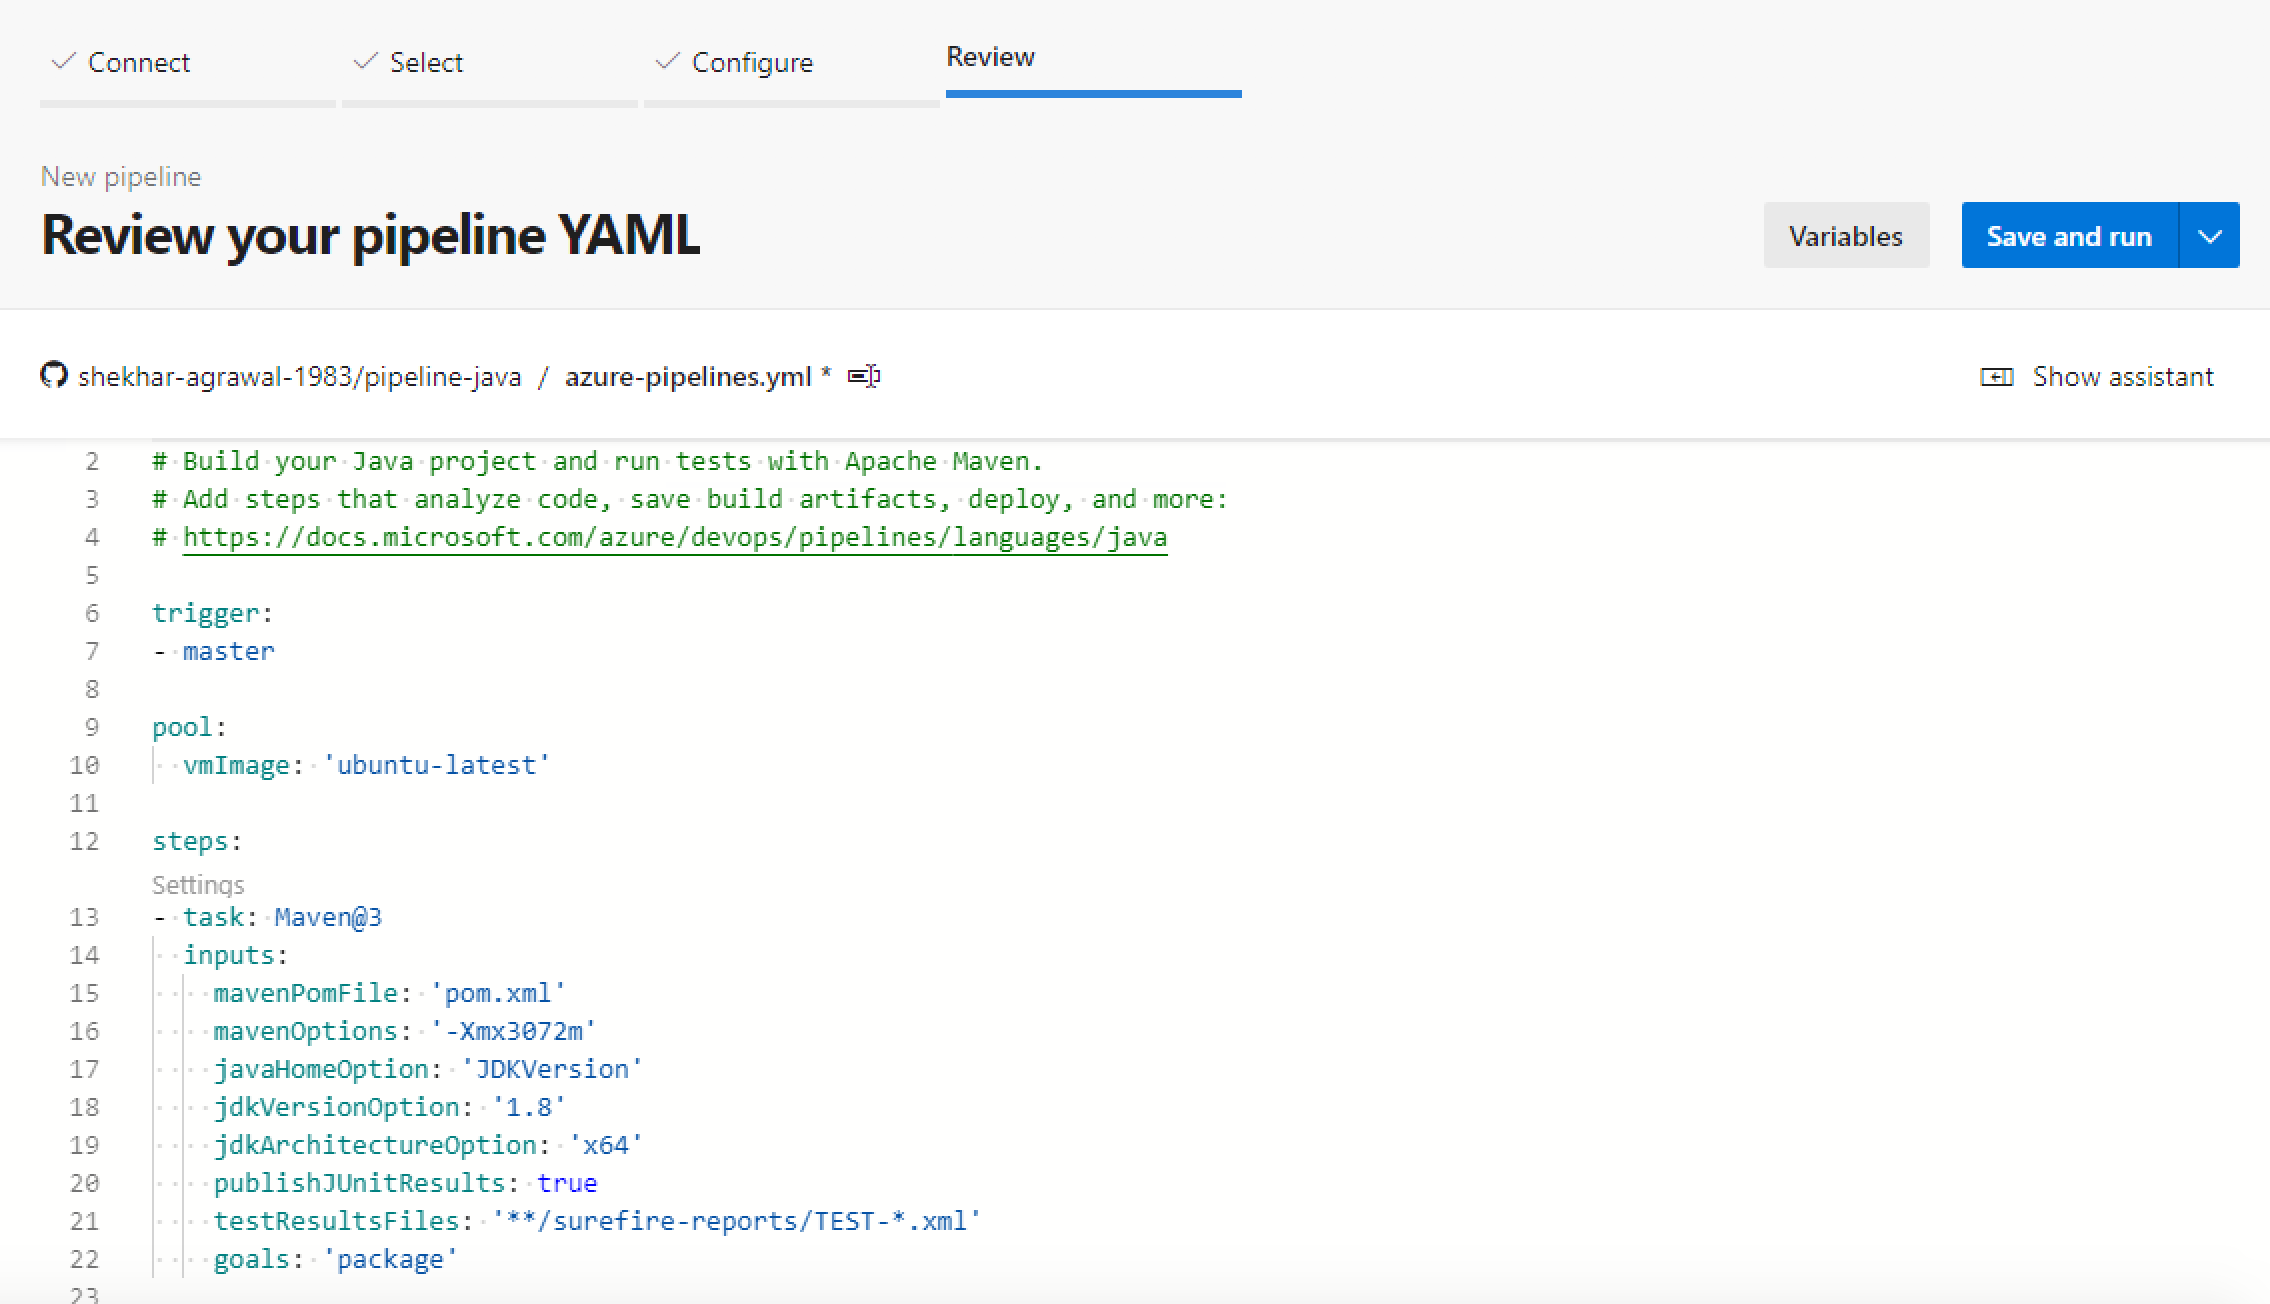 Connect Select Configure Review
New pipeline
Review your pipeline YAML
Variables Save and run
shekhar-agrawal-1983/pipeline-java / azure-pipelines.yml *
Show assistant
2 # Build your Java project and run tests with Apache Maven.
3 # Add steps that analyze code, save build artifacts, deploy, and more:
4 # https://docs.microsoft.com/azure/devops/pipelines/languages/java
5
6 trigger:
7 - master
8
9 pool:
10   vmImage: 'ubuntu-latest'
11
12 steps:
Settings
13 - task: Maven@3
14   inputs:
15     mavenPomFile: 'pom.xml'
16     mavenOptions: '-Xmx3072m'
17     javaHomeOption: 'JDKVersion'
18     jdkVersionOption: '1.8'
19     jdkArchitectureOption: 'x64'
20     publishJUnitResults: true
21     testResultsFiles: '**/surefire-reports/TEST-*.xml'
22     goals: 'package'
23